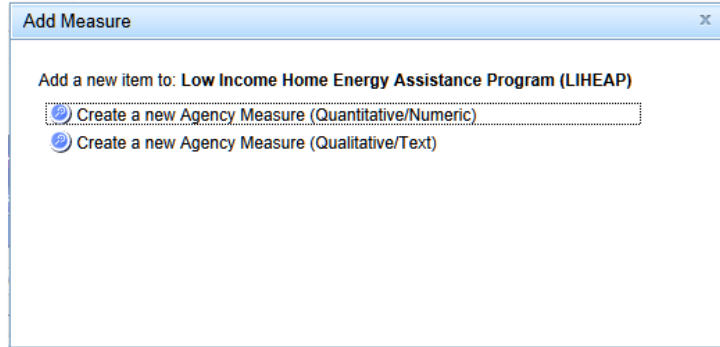 Add Measure
x
Add a new item to: Low Income Home Energy Assistance Program (LIHEAP)
Create a new Agency Measure (Quantitative/Numeric)
Create a new Agency Measure (Qualitative/Text)